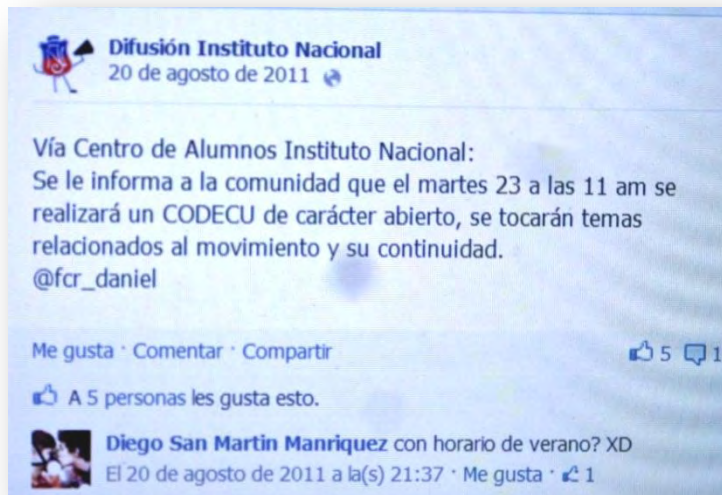 Difusión Instituto Nacional
20 de agosto de 2011
Vía Centro de Alumnos Instituto Nacional:
Se le informa a la comunidad que el martes 23 a las 11 am se
realizará un CODECU de carácter abierto, se tocarán temas
relacionados al movimiento y su continuidad.
@fcr_daniel
Me gusta · Comentar · Compartir
5 1
A 5 personas les gusta esto.
Diego San Martin Manriquez con horario de verano? XD
El 20 de agosto de 2011 a la(s) 21:37 · Me gusta · 1